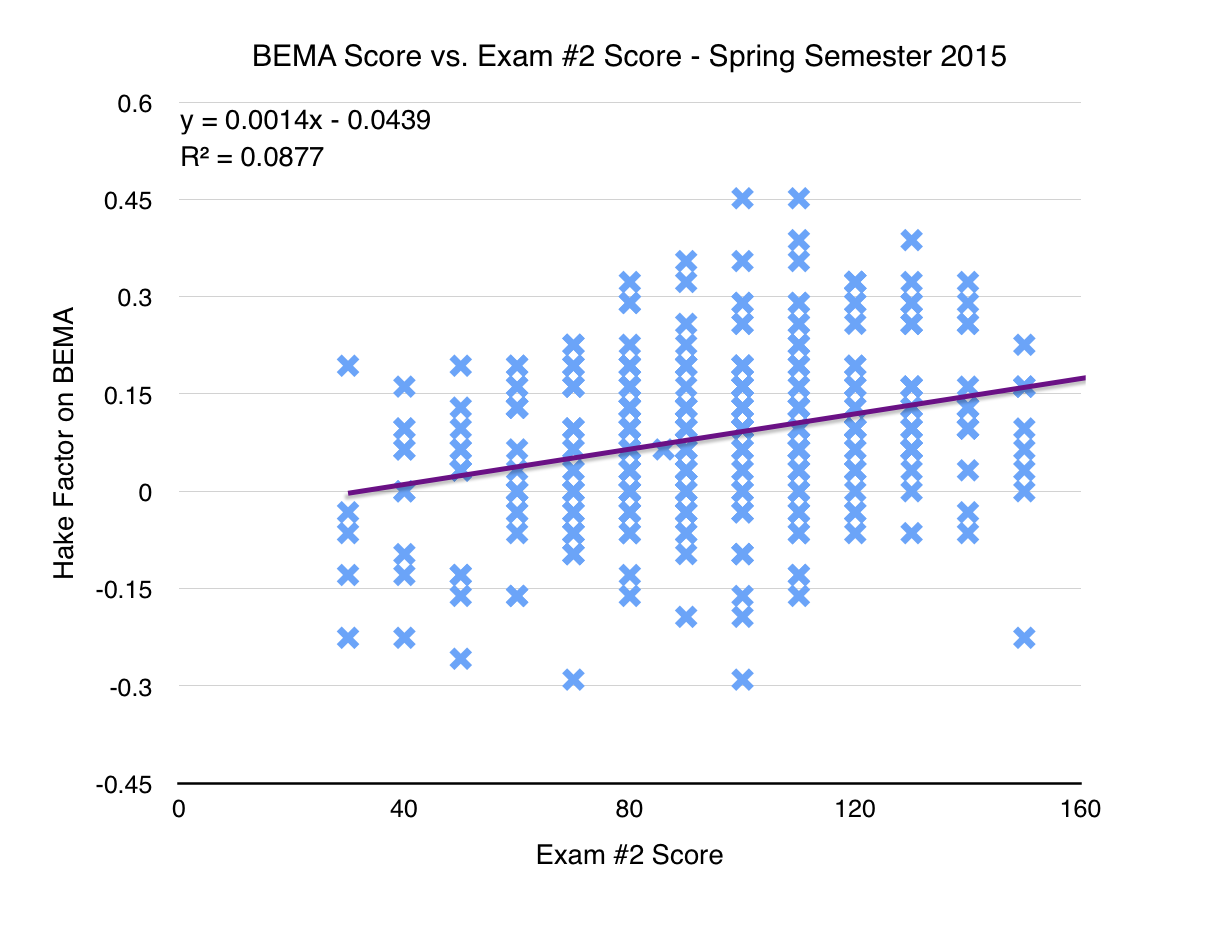 BEMA Score vs. Exam #2 Score - Spring Semester 2015
0.6
y = 0.0014x - 0.0439
R² = 0.0877
0.45
0.3
0.15
0
-0.15
-0.3
-0.45
Hake Factor on BEMA
0 40 80 120 160
Exam #2 Score